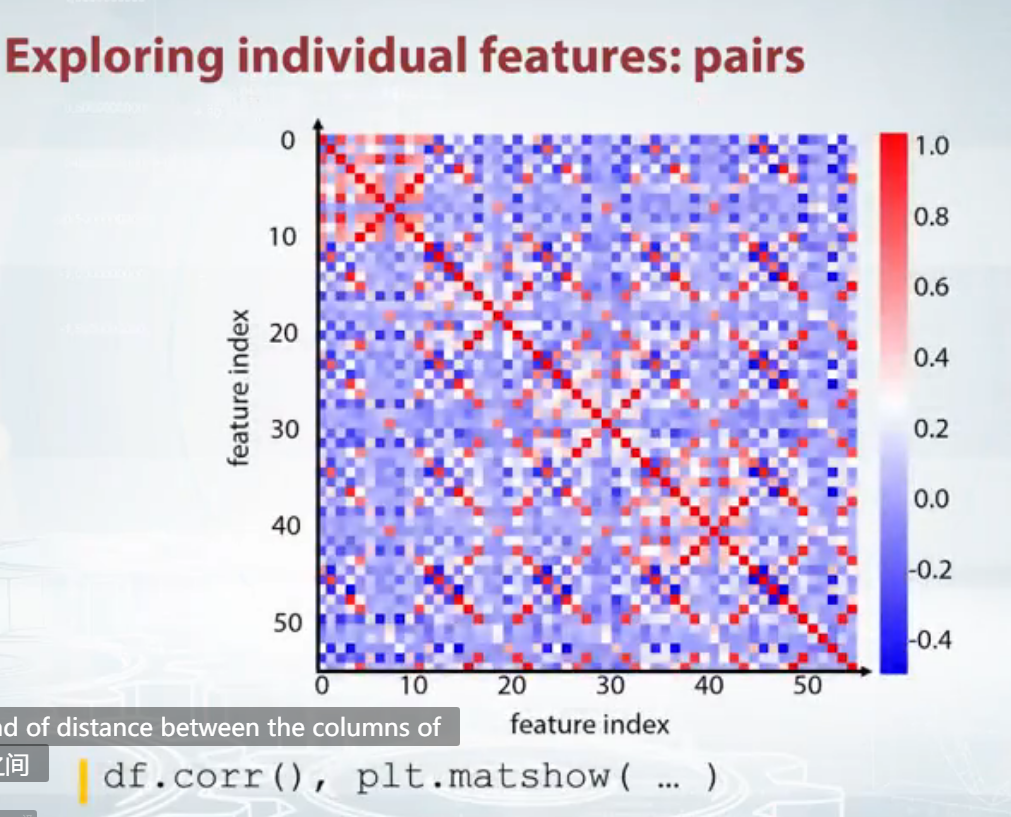 Exploring individual features: pairs
0
10
20
30
40
50
feature index
0 10 20 30 40 50
feature index
1.0
0.8
0.6
0.4
0.2
0.0
-0.2
-0.4
d of distance between the columns of
间
df.corr(), plt.matshow( … )